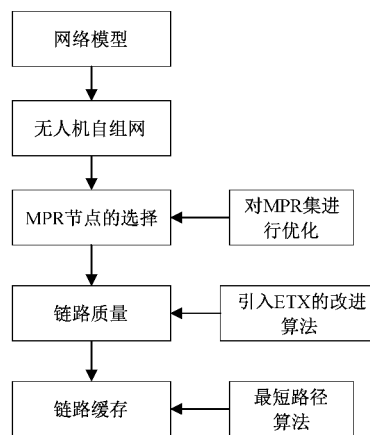 网络模型
无人机自组网
MPR节点的选择
对MPR集进
行优化
链路质量
引入ETX的改进
算法
链路缓存
最短路径
算法